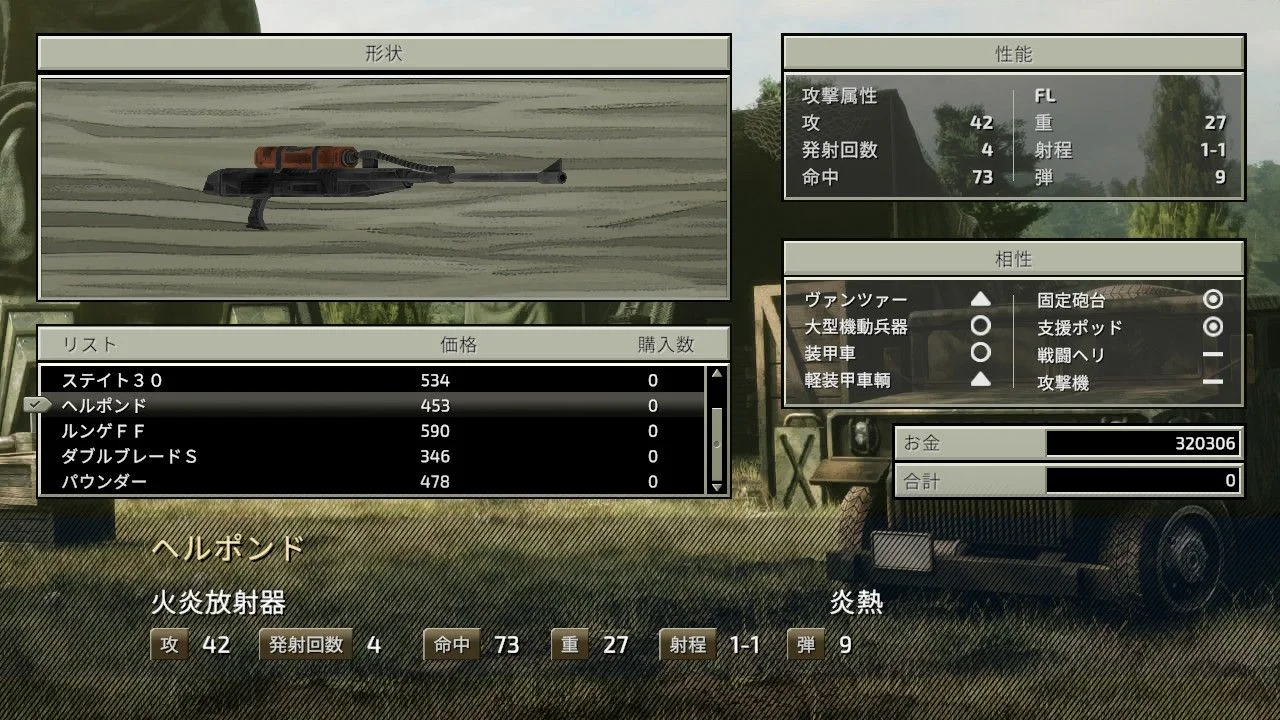 形状
リスト 価格 購入数
ステイト30 534 0
ヘルポンド 453 0
ルンゲFF 590 0
ダブルブレードS 346 0
パウンダー 478 0
性能
攻撃属性 FL
攻 42 重 27
発射回数 4 射程 1-1
命中 73 弾 9
相性
ヴァンツァー ▲ 固定砲台 ◎
大型機動兵器 ○ 支援ポッド ◎
装甲車 ○ 戦闘ヘリ ー
軽装甲車輌 ▲ 攻撃機 ー
お金 320306
合計 0
ヘルポンド
火炎放射器 炎熱
攻 42 発射回数 4 命中 73 重 27 射程 1-1 弾 9